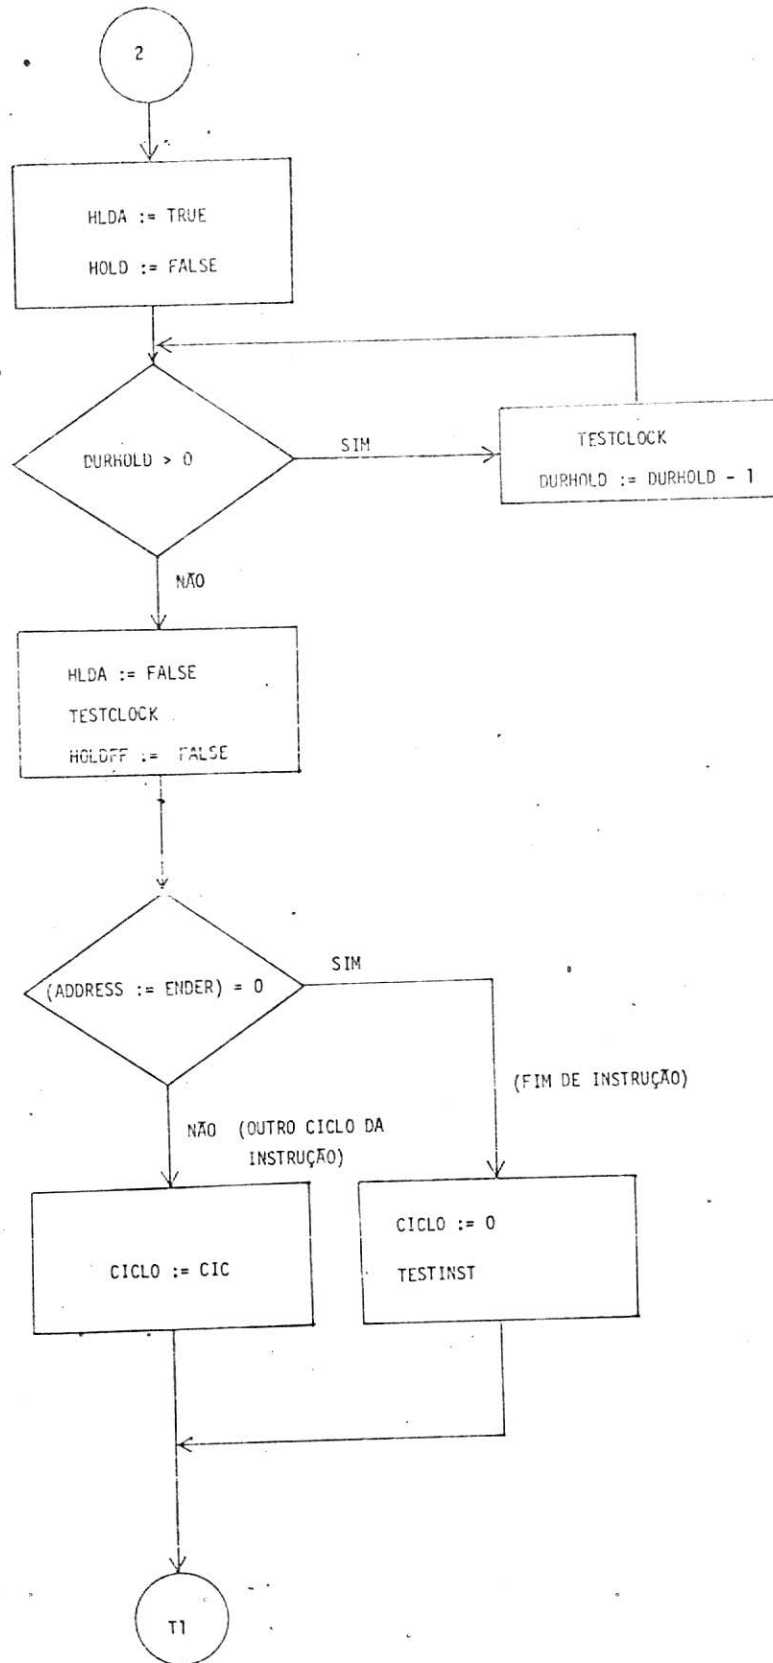 2
HLDA := TRUE
HOLD := FALSE
DURHOLD > 0
SIM
TESTCLOCK
DURHOLD := DURHOLD - 1
NÃO
HLDA := FALSE
TESTCLOCK
HOLDFF := FALSE
(ADDRESS := ENDER) = 0
SIM
(FIM DE INSTRUÇÃO)
NÃO (OUTRO CICLO DA
INSTRUÇÃO)
CICLO := CIC
CICLO := 0
TESTINST
T1